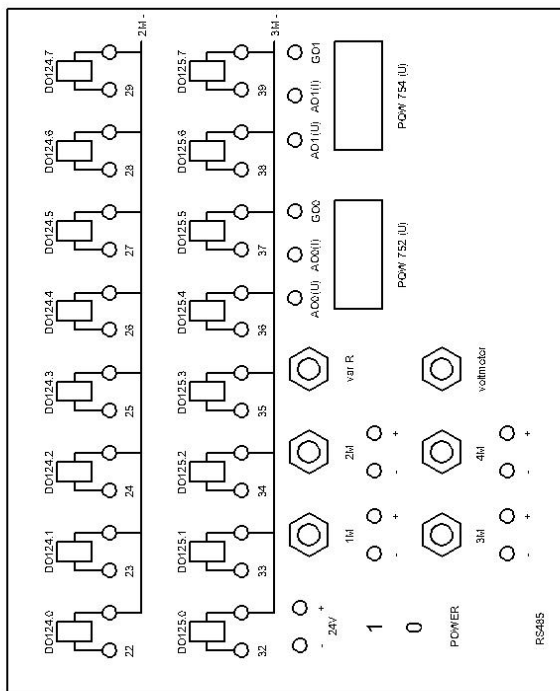 DO124.0 DO124.1 DO124.2 DO124.3 DO124.4 DO124.5 DO124.6 DO124.7
22 23 24 25 26 27 28 29
2M -
DO125.0 DO125.1 DO125.2 DO125.3 DO125.4 DO125.5 DO125.6 DO125.7
32 33 34 35 36 37 38 39
3M -
- +
24V
AO0(U) AO0(I) GO0 AO1(U) AO1(I) GO1
1M 2M var R
- + - +
1
0
PQW 752 (U) PQW 754 (U)
POWER
3M 4M voltmeter
- + - +
RS485